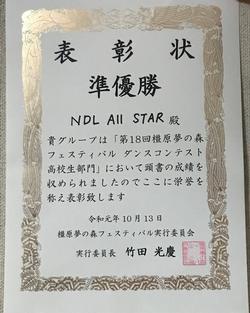 表彰状
準優勝
NDL All STAR 殿
貴グループは「第18回橿原夢の森
フェスティバル ダンスコンテスト
高校生部門」において頭書の成績を
収められましたのでここに栄誉を
称え表彰致します
令和元年10月13日
橿原夢の森フェスティバル実行委員会
実行委員長 竹田 光慶